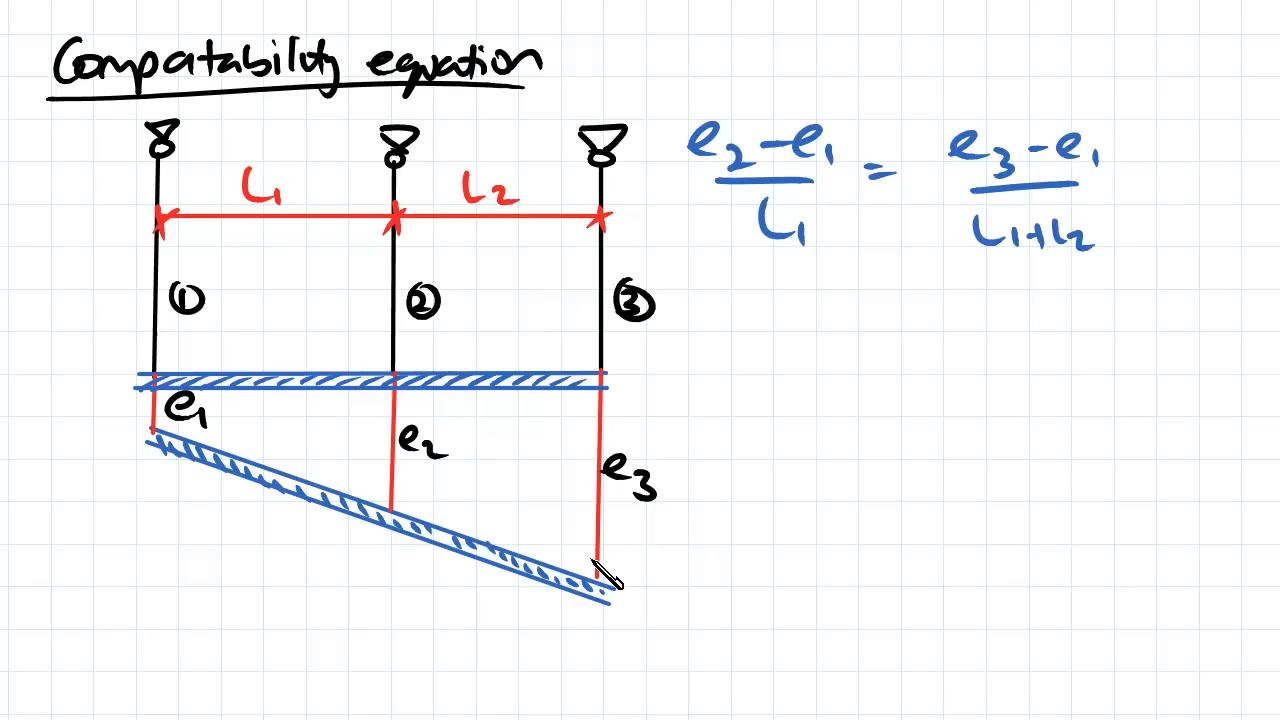 Compatability equation
L1 L2
e2 - e1 / L1 = e3 - e1 / L1 + L2
① ② ③
e1
e2
e3